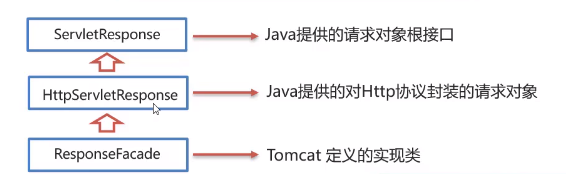 ServletResponse Java提供的请求对象根接口
HttpServletResponse Java提供的对Http协议封装的请求对象
ResponseFacade Tomcat 定义的实现类